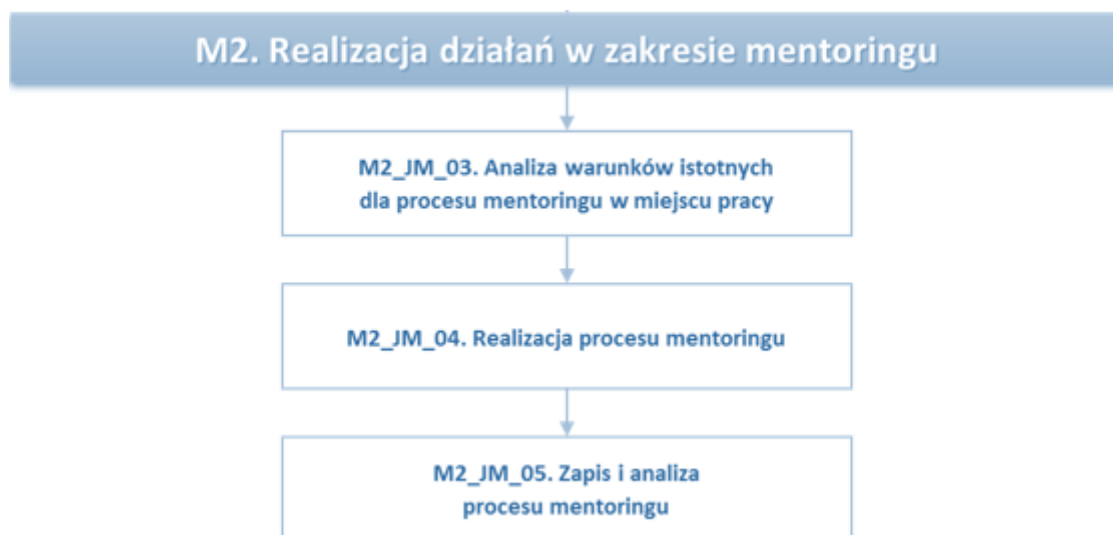 M2. Realizacja działań w zakresie mentoringu
M2_JM_03. Analiza warunków istotnych
dla procesu mentoringu w miejscu pracy
M2_JM_04. Realizacja procesu mentoringu
M2_JM_05. Zapis i analiza
procesu mentoringu